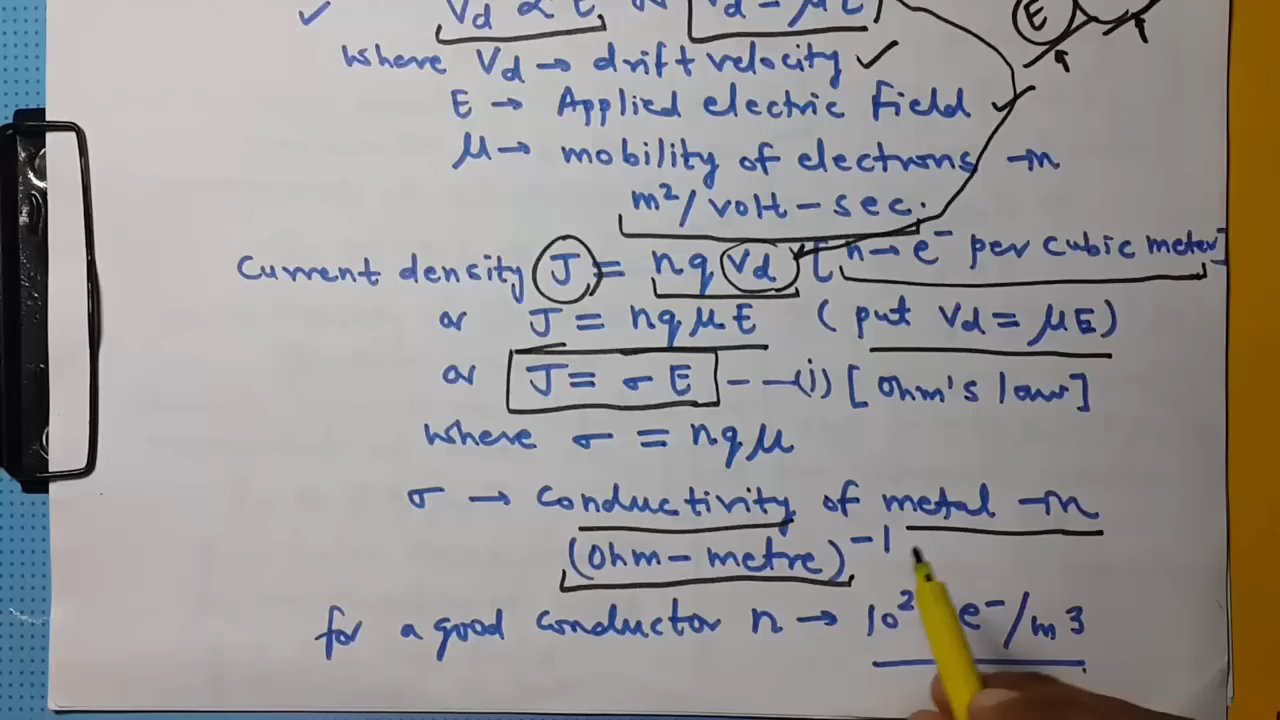 ✓ Vd ∝ E Vd = μE
where Vd → drift velocity ✓
E → Applied electric field ✓
μ → mobility of electrons in
m²/volt-sec.
Current density J = nq Vd [n → e⁻ per cubic meter]
or J = nqμE (put Vd = μE)
or J = σE ---(i) [ohm's law]
where σ = nqμ
σ → conductivity of metal in
(ohm-metre)⁻¹
for a good conductor n → e⁻/m3
E